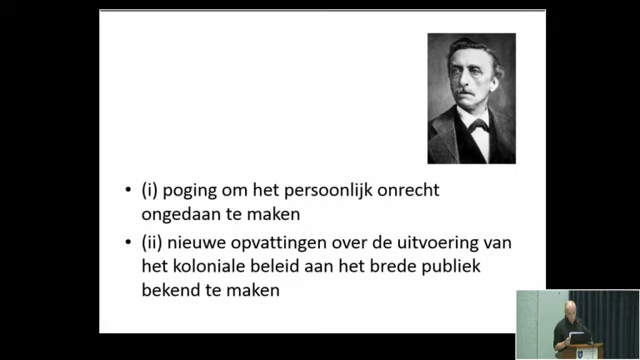 • (i) poging om het persoonlijk onrecht
ongedaan te maken
• (ii) nieuwe opvattingen over de uitvoering van
het koloniale beleid aan het brede publiek
bekend te maken